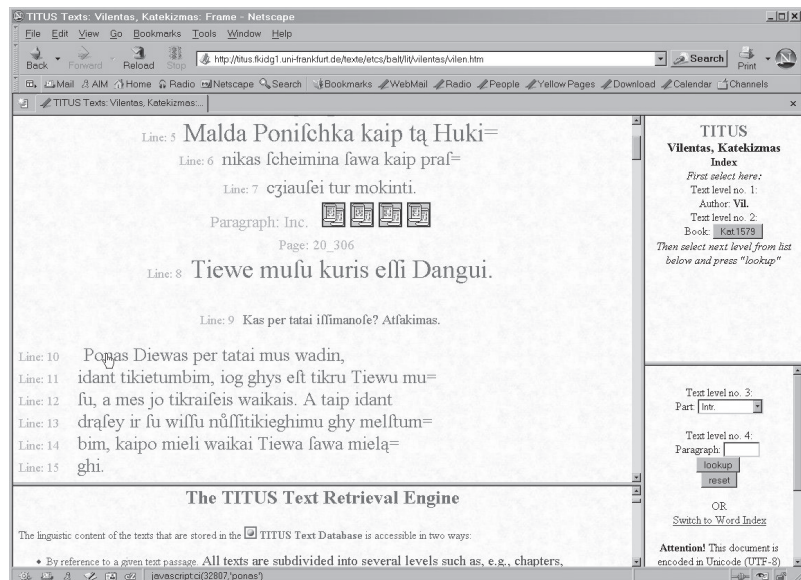 TITUS Texts: Vilentas, Katekizmas: Frame - Netscape
File Edit View Go Bookmarks Tools Window Help
Back Forward Reload Stop http://titus.fkidg1.uni-frankfurt.de/texte/etcs/balt/lit/vilentas/vilen.htm Search Print
Mail AIM Home Radio Netscape Search Bookmarks WebMail Radio People Yellow Pages Download Calendar Channels
TITUS Texts: Vilentas, Katekizmas:...
Line: 5 Malda Poniſchka kaip tą Huki=
Line: 6 nikas ſcheimina ſawa kaip praſ=
Line: 7 cʒiauſei tur mokinti.
Paragraph: Inc.
Page: 20_306
Line: 8 Tiewe muſu kuris eſſi Dangui.
Line: 9 Kas per tatai iſſimanoſe? Atſakimas.
Line: 10 Ponas Diewas per tatai mus wadin,
Line: 11 idant tikietumbim, iog ghys eſt tikru Tiewu mu=
Line: 12 ſu, a mes jo tikraiſeis waikais. A taip idant
Line: 13 drąſey ir ſu wiſſu nůſſitikieghimu ghy melſtum=
Line: 14 bim, kaipo mieli waikai Tiewa ſawa mielą=
Line: 15 ghi.
The TITUS Text Retrieval Engine
The linguistic content of the texts that are stored in the TITUS Text Database is accessible in two ways:
• By reference to a given text passage. All texts are subdivided into several levels such as, e.g., chapters,
TITUS
Vilentas, Katekizmas
Index
First select here:
Text level no. 1:
Author: Vil.
Text level no. 2:
Book: Kat1579
Then select next level from list
below and press "lookup"
Text level no. 3:
Part: Intr.
Text level no. 4:
Paragraph:
lookup
reset
OR
Switch to Word Index
Attention! This document is
encoded in Unicode (UTF-8)
javascript:ci(32807,'ponas')